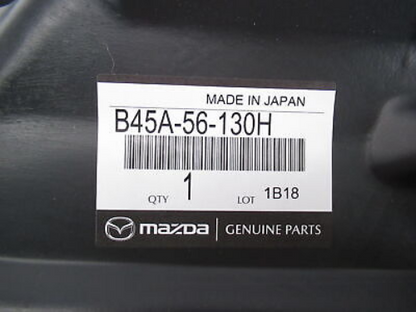 MADE IN JAPAN
B45A-56-130H
QTY 1 LOT 1B18
mazda GENUINE PARTS